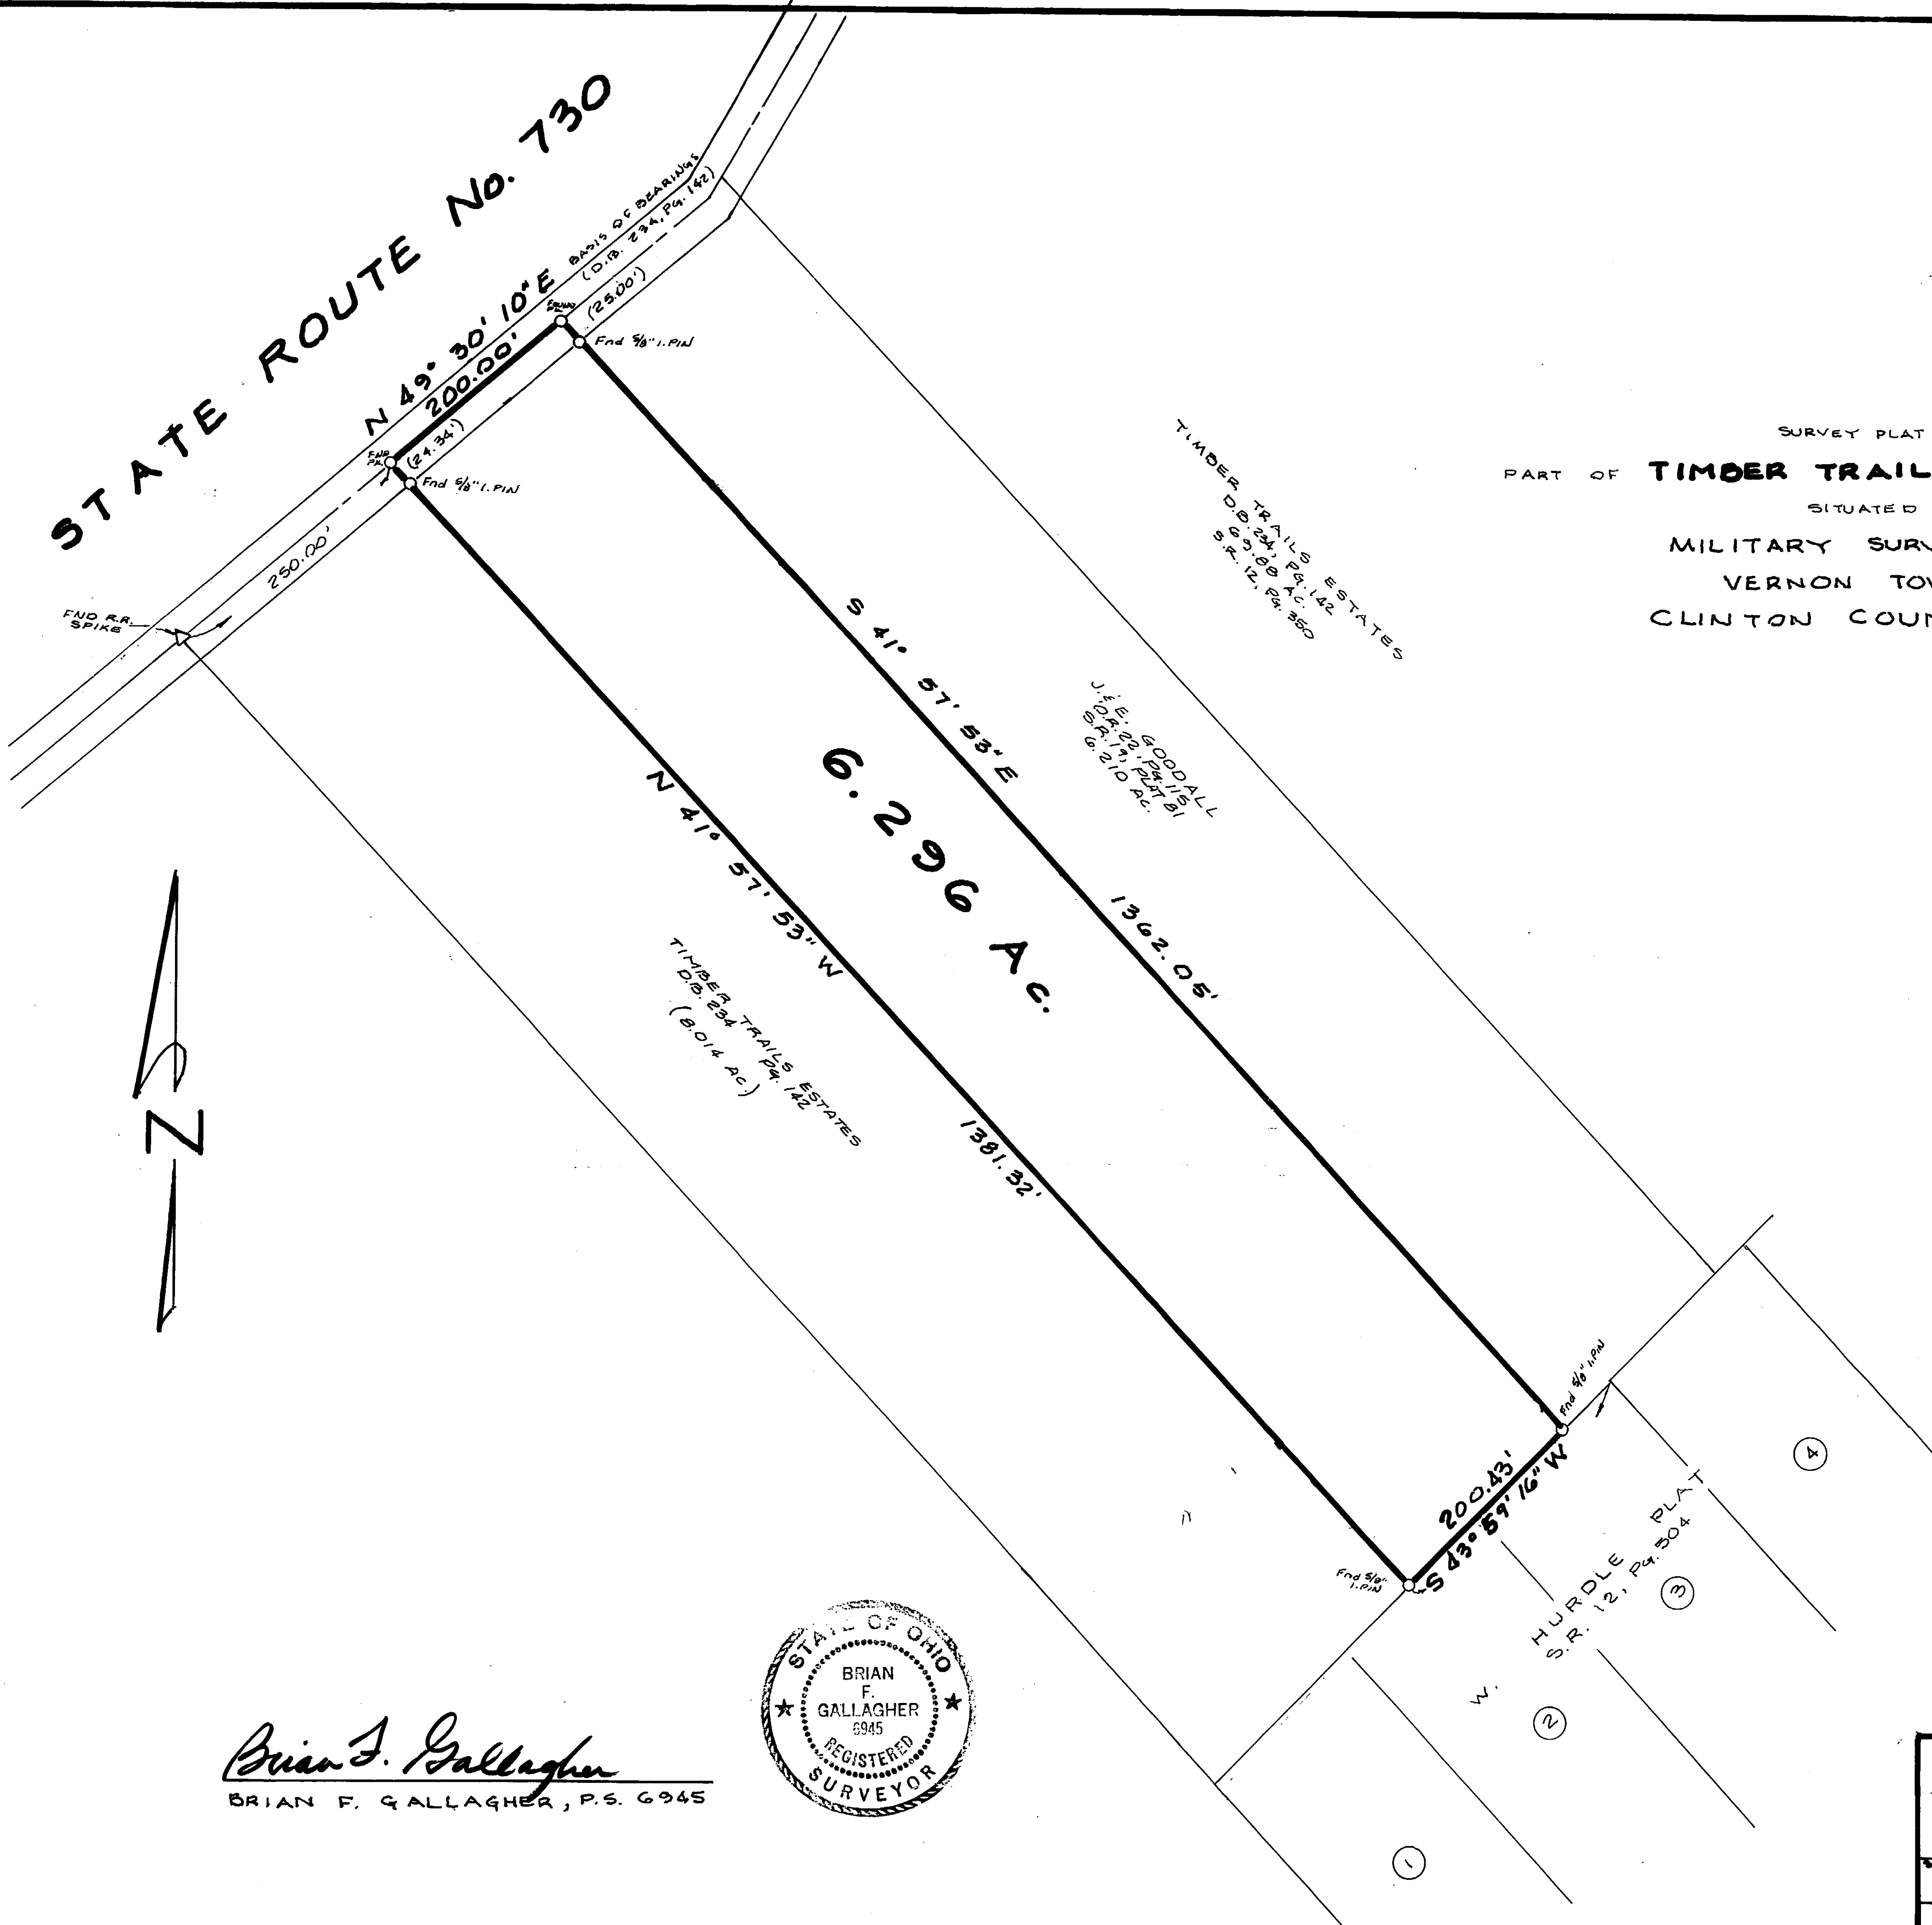 STATE ROUTE No. 730
BASIS OF BEARINGS
(D.B. 234, PG. 142)
N 49° 30' 10" E
200.00'
(25.00')
Fnd 5/8" I. PIN
(24.34')
FND
PK.
Fnd 5/8" I. PIN
250.00'
FND R.R.
SPIKE
SURVEY PLAT
PART OF TIMBER TRAIL
SITUATED
MILITARY SURV
VERNON TOW
CLINTON COUN
TIMBER TRAILS ESTATES
D.B. 234, PG. 142
69.88 AC.
S.R. 12, PG. 350
J. & E. GOODALL
O.R. 22, PG. 115
S.R. 19, PLAT 81
6.210 AC.
S 41° 57' 53" E
1362.05'
6.296 Ac.
N 41° 57' 53" W
1381.32'
TIMBER TRAILS ESTATES
D.B. 234 PG. 142
(8.014 AC.)
N
Fnd 5/8" I. PIN
200.43'
S 43° 59' 16" W
Fnd 5/8"
I. PIN
W. HURDLE PLAT
S.R. 12, PG. 504
4
3
2
1
STATE OF OHIO
BRIAN
F.
GALLAGHER
6945
REGISTERED
SURVEYOR
Brian F. Gallagher
BRIAN F. GALLAGHER, P.S. 6945